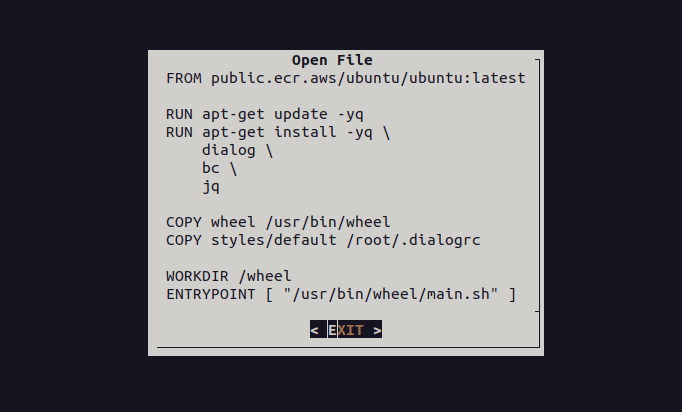 Open File
FROM public.ecr.aws/ubuntu/ubuntu:latest
RUN apt-get update -yq
RUN apt-get install -yq \
dialog \
bc \
jq
COPY wheel /usr/bin/wheel
COPY styles/default /root/.dialogrc
WORKDIR /wheel
ENTRYPOINT [ "/usr/bin/wheel/main.sh" ]
< EXIT >